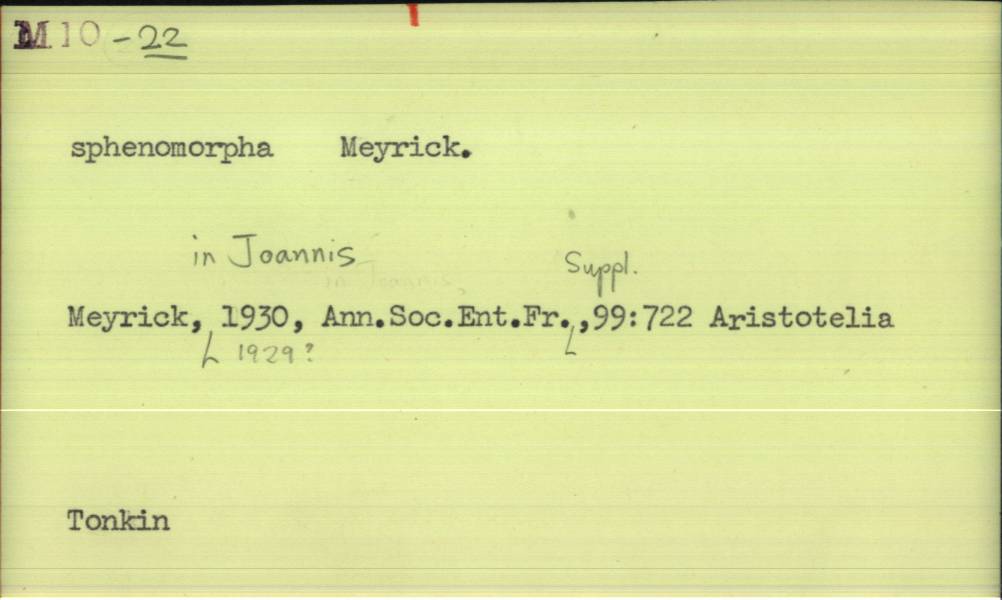 M10 - 22
sphenomorpha Meyrick.
in Joannis
Suppl.
Meyrick, 1930, Ann.Soc.Ent.Fr.,99:722 Aristotelia
1929?
Tonkin